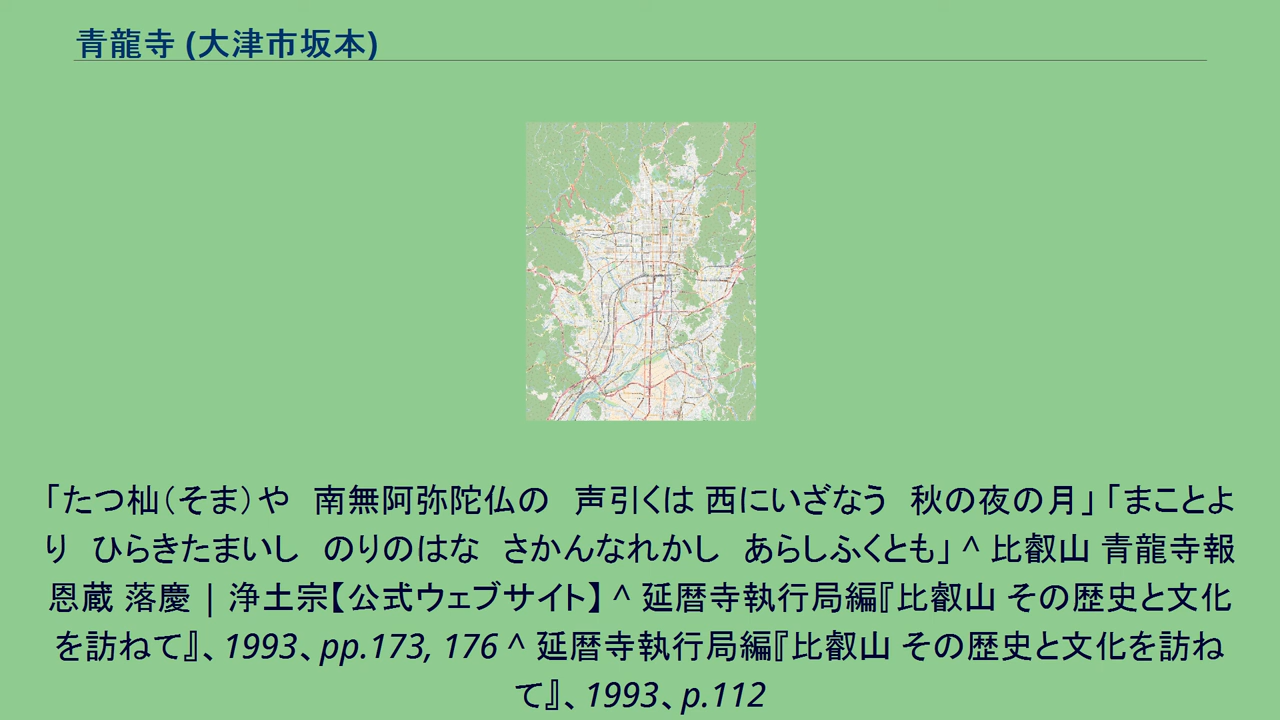 青龍寺 (大津市坂本)
「たつ杣（そま）や　南無阿弥陀仏の　声引くは 西にいざなう　秋の夜の月」 「まことよ
り　ひらきたまいし　のりのはな　さかんなれかし　あらしふくとも」 ^ 比叡山 青龍寺報
恩蔵 落慶 | 浄土宗【公式ウェブサイト】 ^ 延暦寺執行局編『比叡山 その歴史と文化
を訪ねて』、1993、pp.173, 176 ^ 延暦寺執行局編『比叡山 その歴史と文化を訪ね
て』、1993、p.112